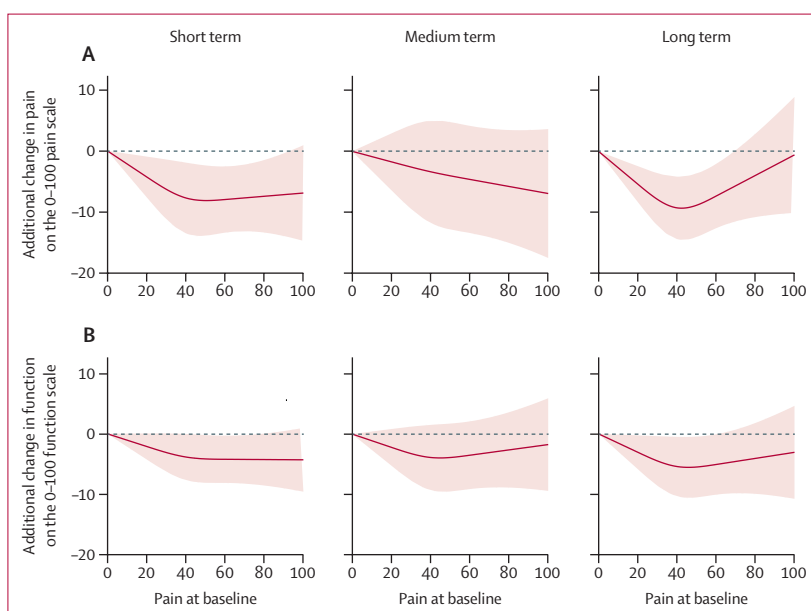 Short term
Medium term
Long term
A
Additional change in pain
on the 0–100 pain scale
10
0
–10
–20
0 20 40 60 80 100
0 20 40 60 80 100
0 20 40 60 80 100
B
Additional change in function
on the 0–100 function scale
10
0
–10
–20
0 20 40 60 80 100
0 20 40 60 80 100
0 20 40 60 80 100
Pain at baseline
Pain at baseline
Pain at baseline